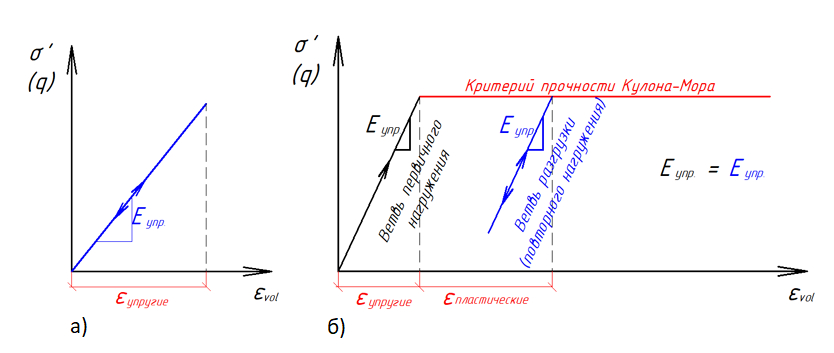 σ'
(q)
E упр.
ε упругие
ε vol
а)
σ'
(q)
Критерий прочности Кулона-Мора
E упр.
Ветвь первичного
нагружения
E упр.
Ветвь разгрузки
(повторного нагружения)
E упр. = E упр.
ε упругие
ε пластические
ε vol
б)